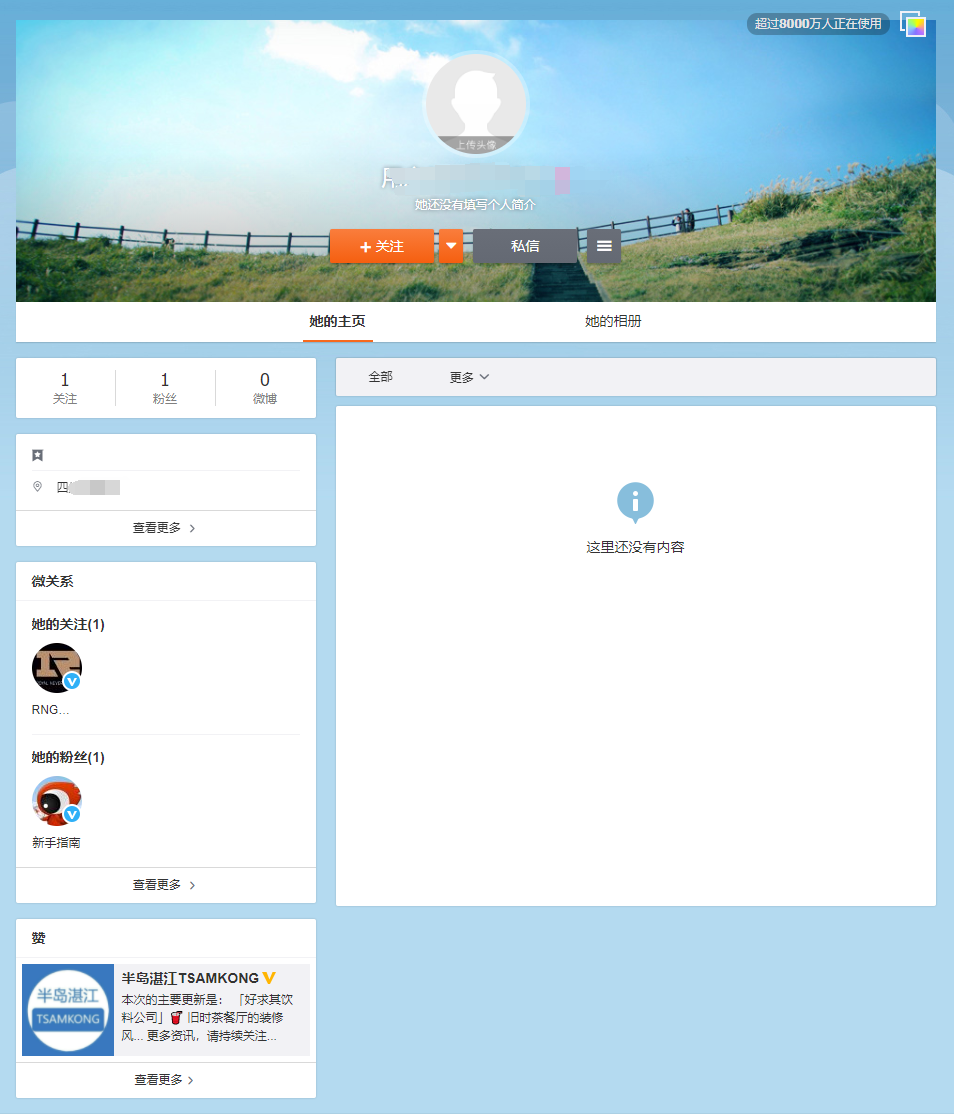 超过8000万人正在使用
上传头像
她还没有填写个人简介
+ 关注
私信
她的主页
她的相册
1
关注
1
粉丝
0
微博
全部
更多
四
查看更多 >
这里还没有内容
微关系
她的关注(1)
RNG...
她的粉丝(1)
新手指南
查看更多 >
赞
半岛湛江
TSAMKONG
半岛湛江TSAMKONG
本次的主要更新是：「好求其饮
料公司」🥤 旧时茶餐厅的装修
风... 更多资讯，请持续关注...
查看更多 >